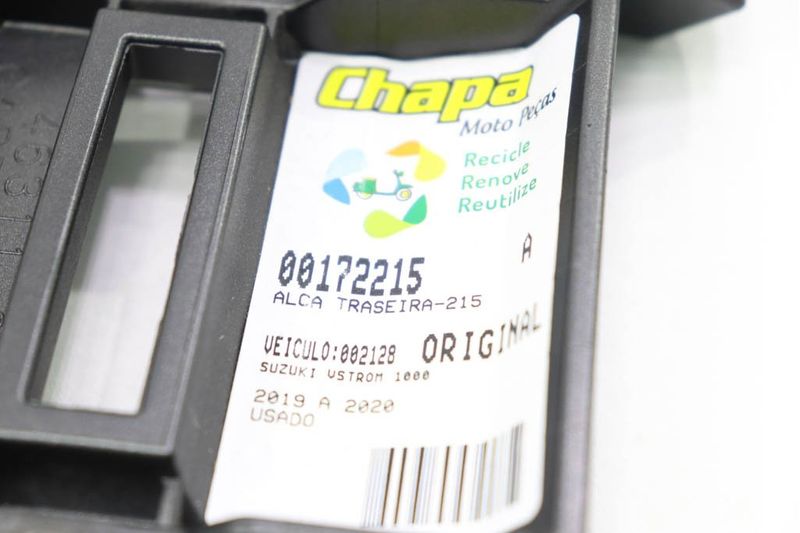 Chapa
Moto Peças
Recicle
Renove
Reutilize
A
00172215
ALCA TRASEIRA-215
VEICULO:002128 ORIGINAL
SUZUKI VSTROM 1000
2019 A 2020
USADO